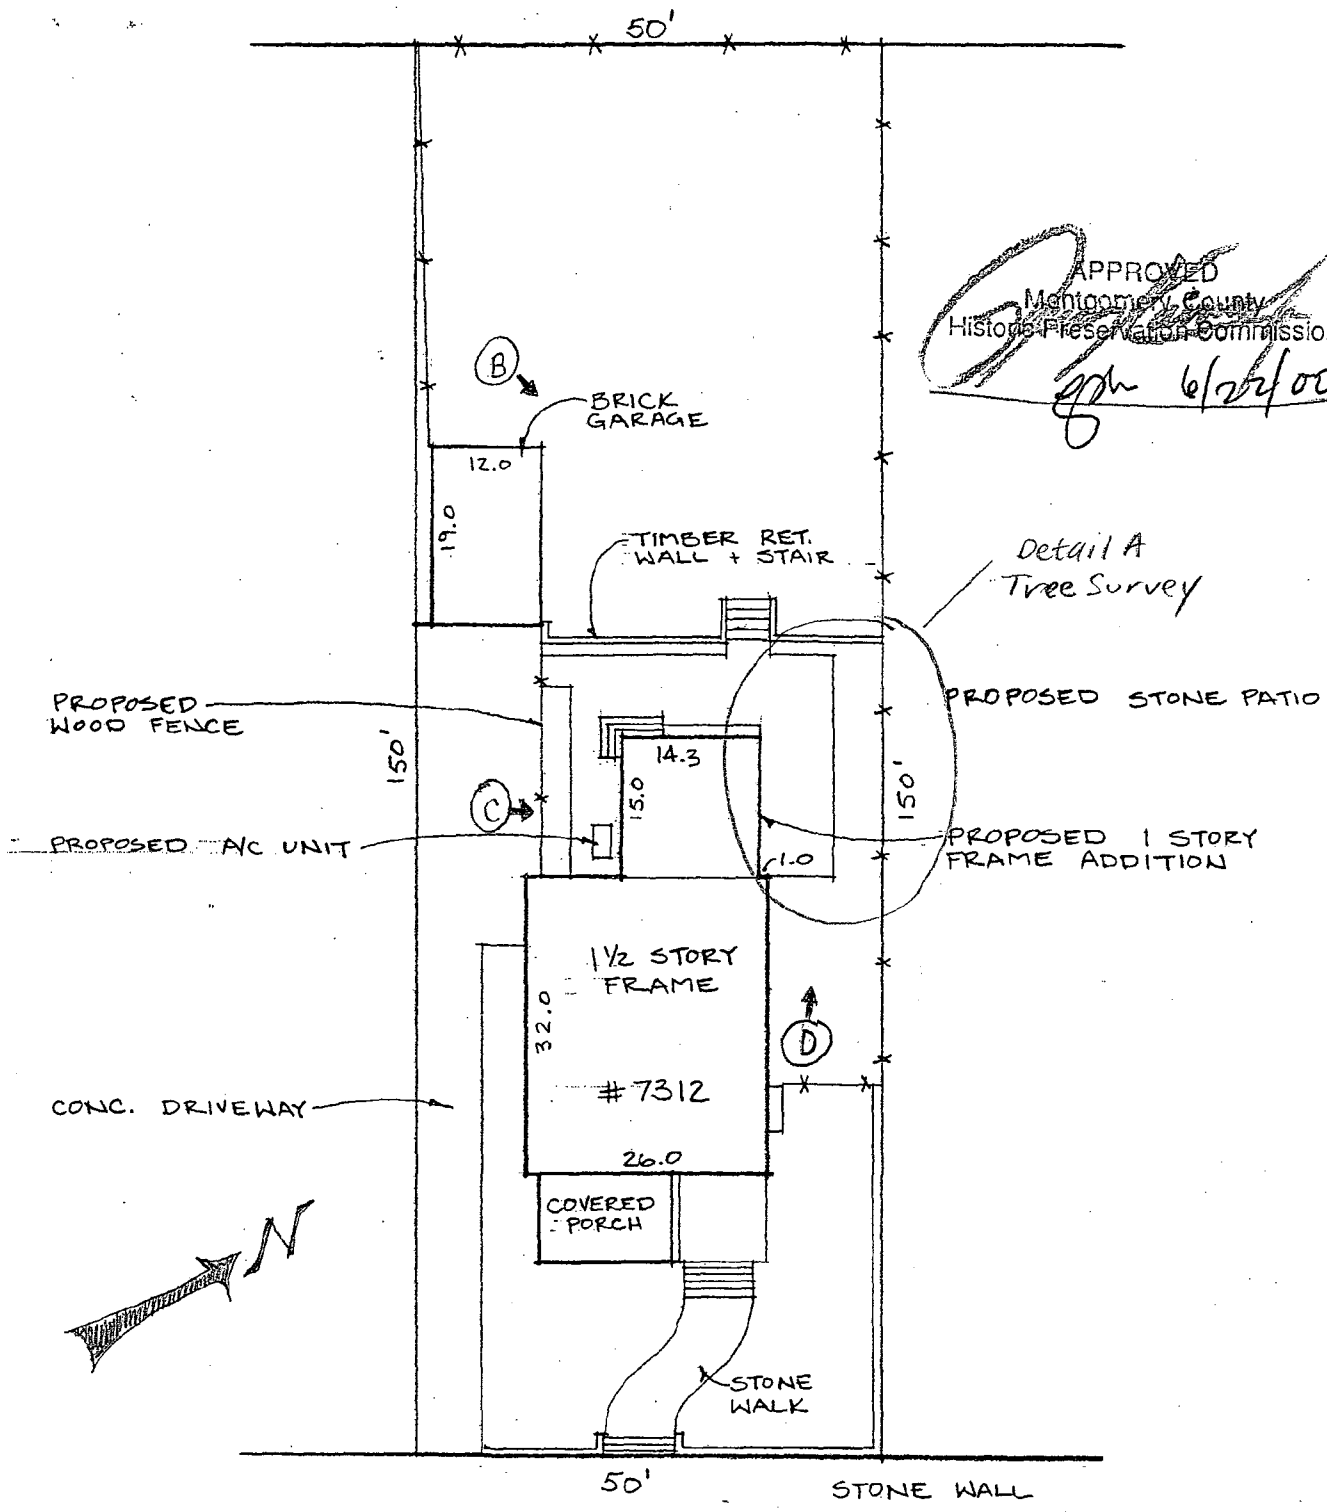 50'
APPROVED
Montgomery County
Historic Preservation Commissio
6/22/00
B
BRICK
GARAGE
12.0
19.0
TIMBER RET.
WALL + STAIR
Detail A
Tree Survey
PROPOSED
WOOD FENCE
PROPOSED STONE PATIO
150'
14.3
15.0
150'
C
PROPOSED A/C UNIT
PROPOSED 1 STORY
FRAME ADDITION
1.0
1½ STORY
FRAME
32.0
D
# 7312
CONC. DRIVEWAY
26.0
COVERED
PORCH
N
STONE
WALK
50'
STONE WALL